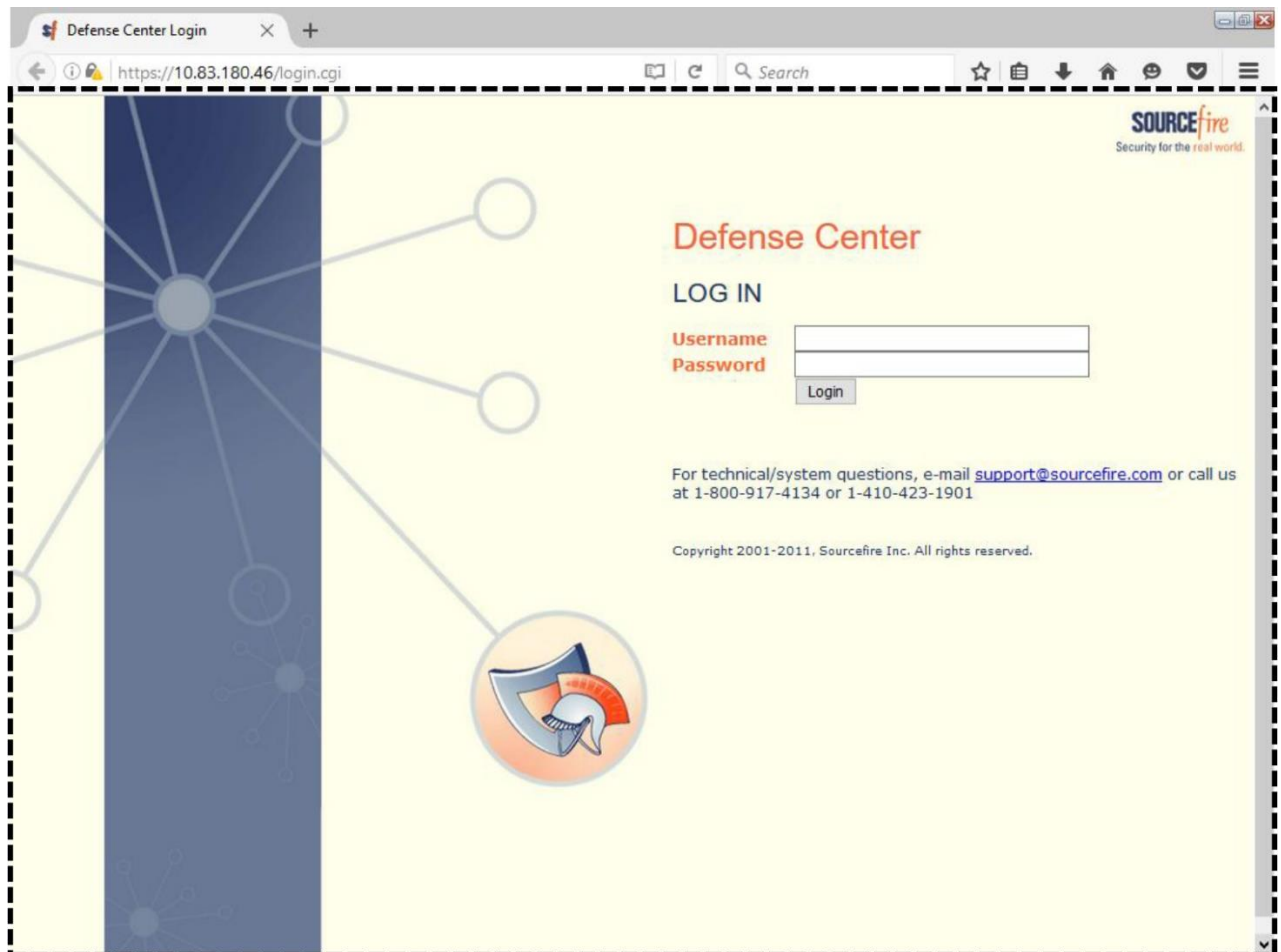 Defense Center Login
https://10.83.180.46/login.cgi
Search
SOURCEfire
Security for the real world.
Defense Center
LOG IN
Username
Password
Login
For technical/system questions, e-mail support@sourcefire.com or call us
at 1-800-917-4134 or 1-410-423-1901
Copyright 2001-2011, Sourcefire Inc. All rights reserved.